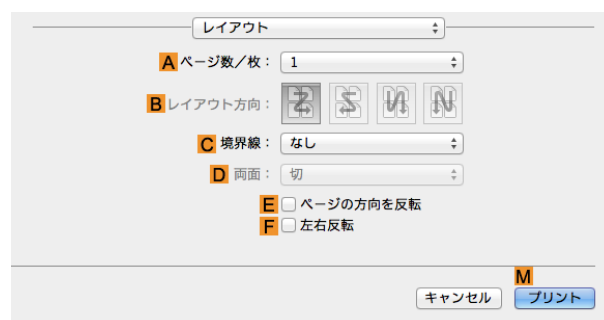 レイアウト
A ページ数／枚： 1
B レイアウト方向：
C 境界線： なし
D 両面： 切
E ページの方向を反転
F 左右反転
M
キャンセル プリント